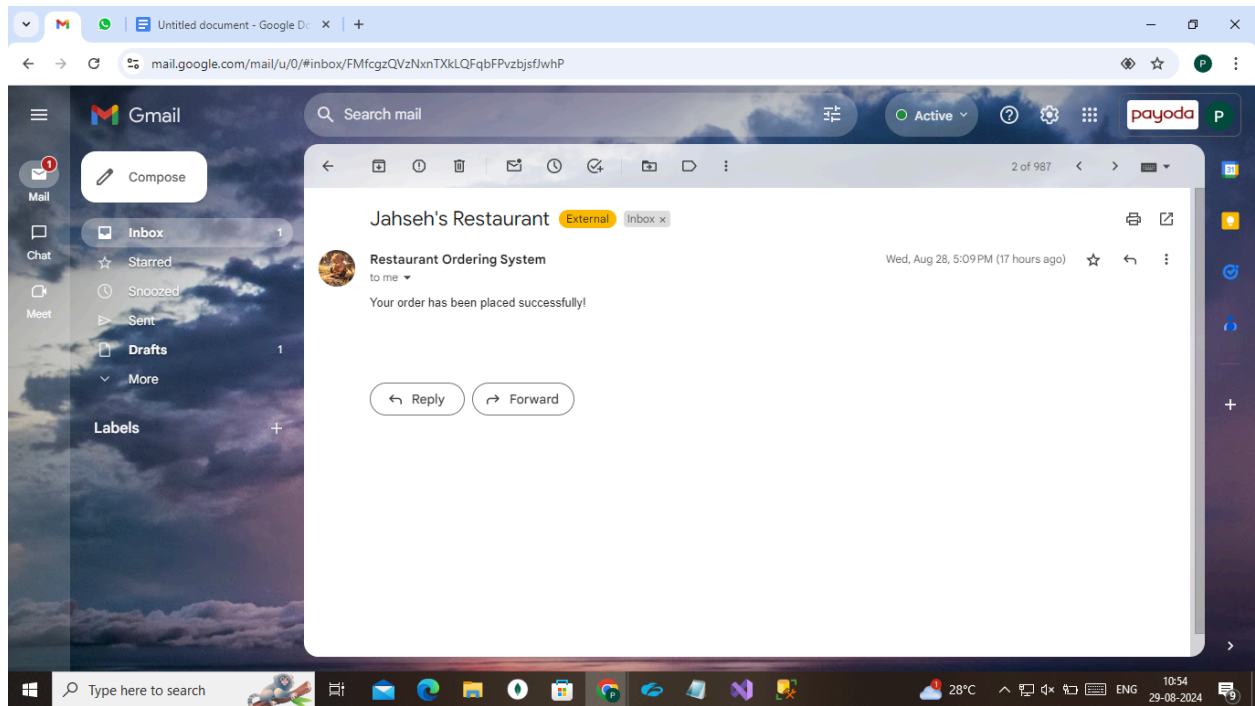 Untitled document - Google Do
mail.google.com/mail/u/0/#inbox/FMfcgzQVzNxnTXkLQFqbFPvzbjsfJwhP
P
Gmail
Search mail
Active
payoda
P
1
Mail
Compose
2 of 987
31
Jahseh's Restaurant External Inbox ×
Inbox 1
Chat
Starred
Restaurant Ordering System
Wed, Aug 28, 5:09 PM (17 hours ago)
to me
Snoozed
Your order has been placed successfully!
Meet
Sent
Drafts 1
More
Reply
Forward
Labels
Type here to search
28°C
ENG
10:54
29-08-2024
9